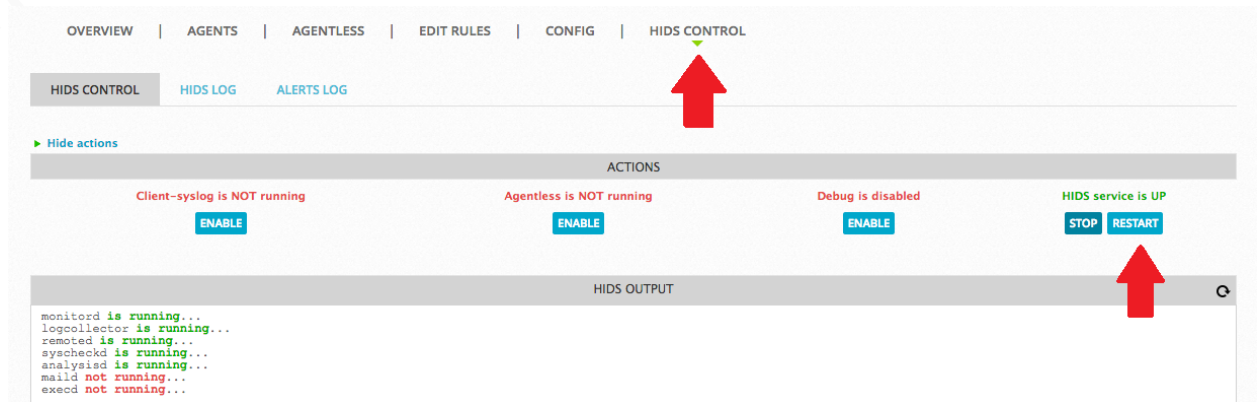 OVERVIEW | AGENTS | AGENTLESS | EDIT RULES | CONFIG | HIDS CONTROL
HIDS CONTROL HIDS LOG ALERTS LOG
Hide actions
ACTIONS
Client-syslog is NOT running Agentless is NOT running Debug is disabled HIDS service is UP
ENABLE ENABLE ENABLE STOP RESTART
HIDS OUTPUT
monitord is running...
logcollector is running...
remoted is running...
syscheckd is running...
analysisd is running...
maild not running...
execd not running...